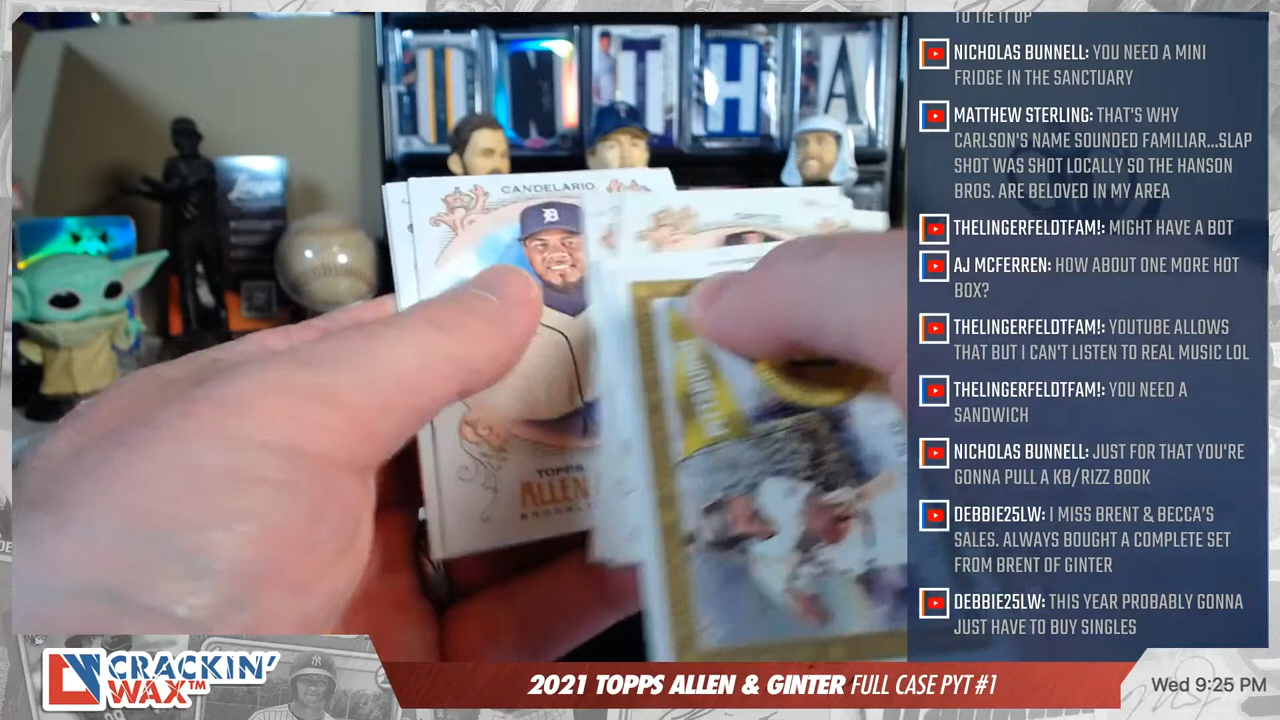 TO TIE IT UP
NICHOLAS BUNNELL: YOU NEED A MINI
FRIDGE IN THE SANCTUARY
MATTHEW STERLING: THAT'S WHY
CARLSON'S NAME SOUNDED FAMILIAR...SLAP
SHOT WAS SHOT LOCALLY SO THE HANSON
BROS. ARE BELOVED IN MY AREA
THELINGERFELDTFAM!: MIGHT HAVE A BOT
AJ MCFERREN: HOW ABOUT ONE MORE HOT
BOX?
THELINGERFELDTFAM!: YOUTUBE ALLOWS
THAT BUT I CAN'T LISTEN TO REAL MUSIC LOL
THELINGERFELDTFAM!: YOU NEED A
SANDWICH
NICHOLAS BUNNELL: JUST FOR THAT YOU'RE
GONNA PULL A KB/RIZZ BOOK
DEBBIE25LW: I MISS BRENT & BECCA'S
SALES. ALWAYS BOUGHT A COMPLETE SET
FROM BRENT OF GINTER
DEBBIE25LW: THIS YEAR PROBABLY GONNA
JUST HAVE TO BUY SINGLES
CANDELARIO
TOPPS
ALLEN
CRACKIN'
WAX™
2021 TOPPS ALLEN & GINTER FULL CASE PYT #1
Wed 9:25 PM